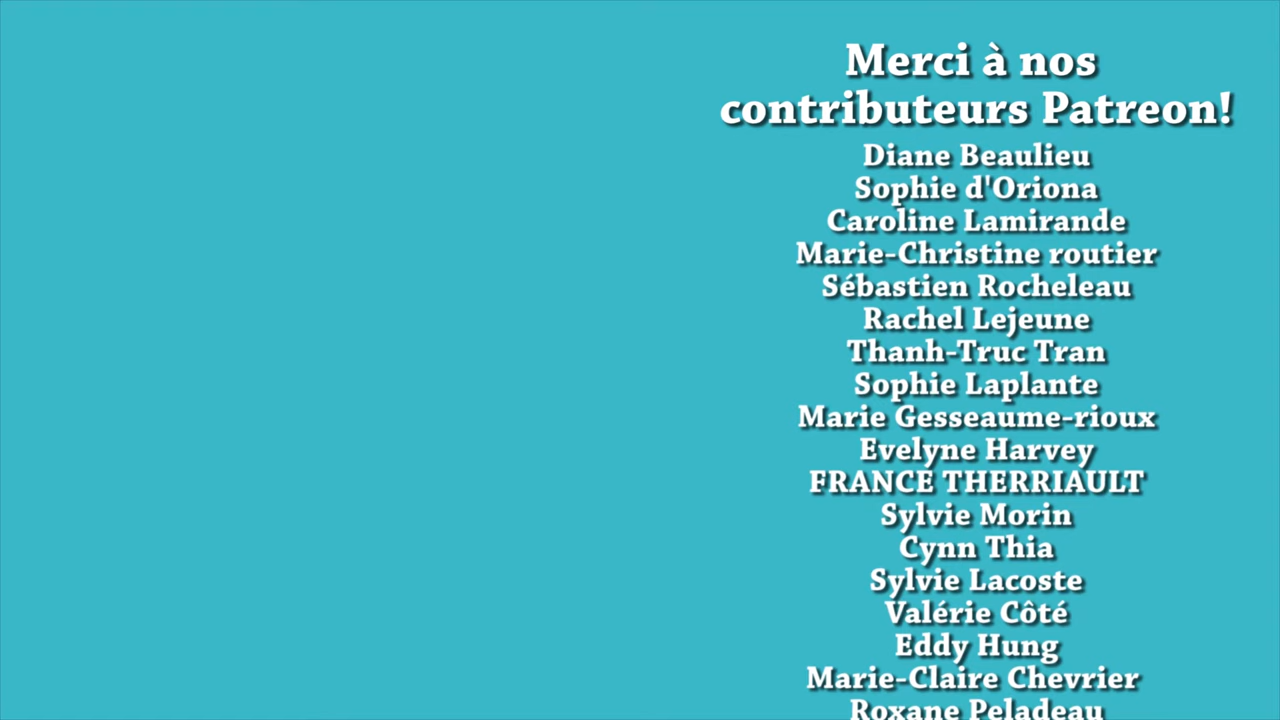 Merci à nos
contributeurs Patreon!
Diane Beaulieu
Sophie d'Oriona
Caroline Lamirande
Marie-Christine routier
Sébastien Rocheleau
Rachel Lejeune
Thanh-Truc Tran
Sophie Laplante
Marie Gesseaume-rioux
Evelyne Harvey
FRANCE THERRIAULT
Sylvie Morin
Cynn Thia
Sylvie Lacoste
Valérie Côté
Eddy Hung
Marie-Claire Chevrier
Roxane Peladeau